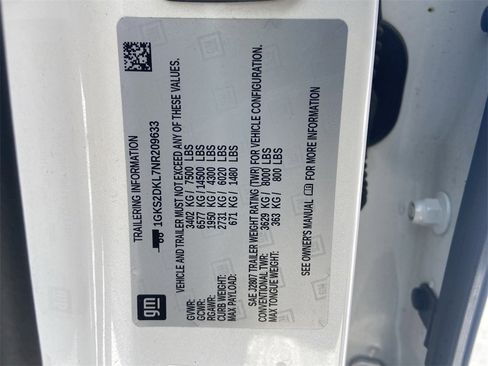 TRAILERING INFORMATION
1GKS2DKL7NR209633
VEHICLE AND TRAILER MUST NOT EXCEED ANY OF THESE VALUES.
GVWR: 3402 KG / 7500 LBS
GCWR: 6577 KG / 14500 LBS
RGAWR: 1950 KG / 4300 LBS
CURB WEIGHT: 2731 KG / 6020 LBS
MAX PAYLOAD: 671 KG / 1480 LBS
SAE J2807 TRAILER WEIGHT RATING (TWR) FOR VEHICLE CONFIGURATION.
CONVENTIONAL TWR: 3629 KG / 8000 LBS
MAX TONGUE WEIGHT: 363 KG / 800 LBS
SEE OWNER'S MANUAL FOR MORE INFORMATION
gm